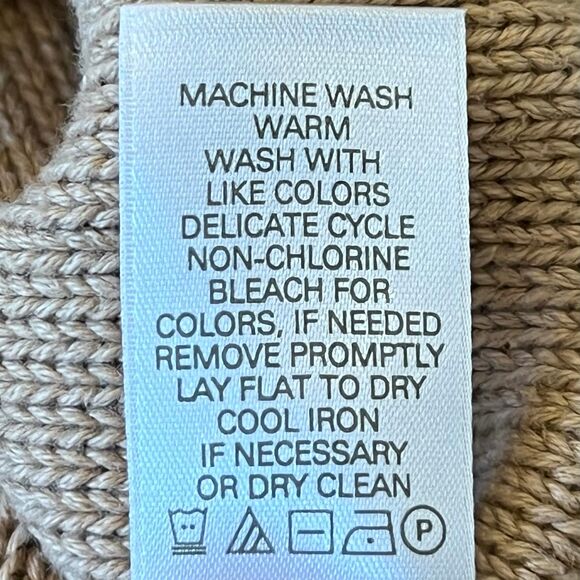 MACHINE WASH
WARM
WASH WITH
LIKE COLORS
DELICATE CYCLE
NON-CHLORINE
BLEACH FOR
COLORS, IF NEEDED
REMOVE PROMPTLY
LAY FLAT TO DRY
COOL IRON
IF NECESSARY
OR DRY CLEAN
P